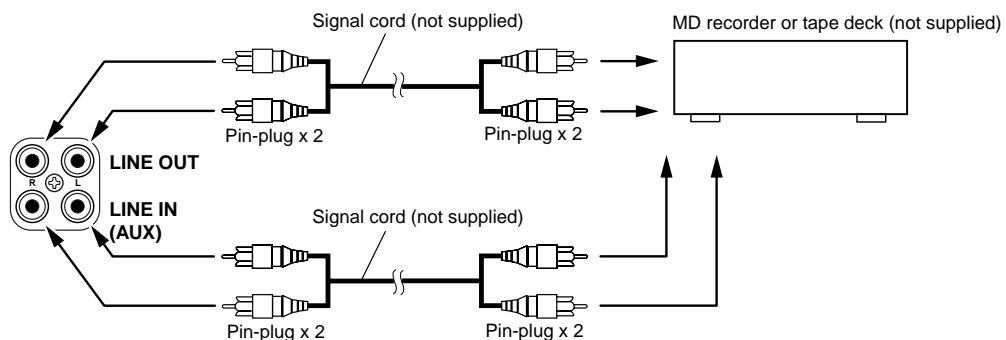 Signal cord (not supplied)
MD recorder or tape deck (not supplied)
Pin-plug x 2
Pin-plug x 2
LINE OUT
R L
LINE IN
(AUX)
Signal cord (not supplied)
Pin-plug x 2
Pin-plug x 2